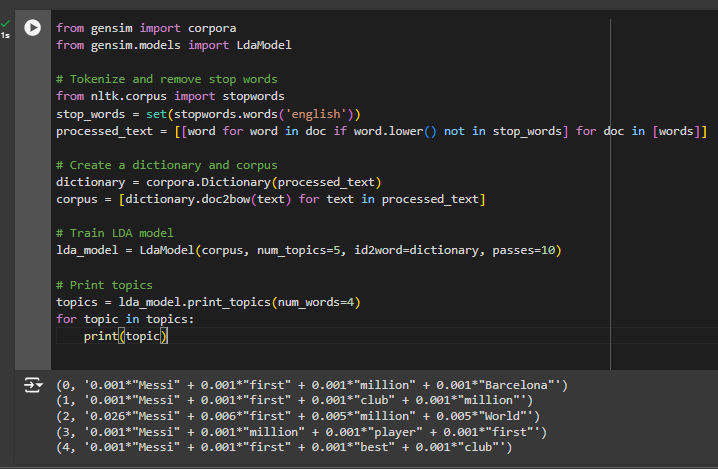 1s
from gensim import corpora
from gensim.models import LdaModel
# Tokenize and remove stop words
from nltk.corpus import stopwords
stop_words = set(stopwords.words('english'))
processed_text = [[word for word in doc if word.lower() not in stop_words] for doc in [words]]
# Create a dictionary and corpus
dictionary = corpora.Dictionary(processed_text)
corpus = [dictionary.doc2bow(text) for text in processed_text]
# Train LDA model
lda_model = LdaModel(corpus, num_topics=5, id2word=dictionary, passes=10)
# Print topics
topics = lda_model.print_topics(num_words=4)
for topic in topics:
    print(topic)
(0, '0.001*"Messi" + 0.001*"first" + 0.001*"million" + 0.001*"Barcelona"')
(1, '0.001*"Messi" + 0.001*"first" + 0.001*"club" + 0.001*"million"')
(2, '0.026*"Messi" + 0.006*"first" + 0.005*"million" + 0.005*"World"')
(3, '0.001*"Messi" + 0.001*"million" + 0.001*"player" + 0.001*"first"')
(4, '0.001*"Messi" + 0.001*"first" + 0.001*"best" + 0.001*"club"')